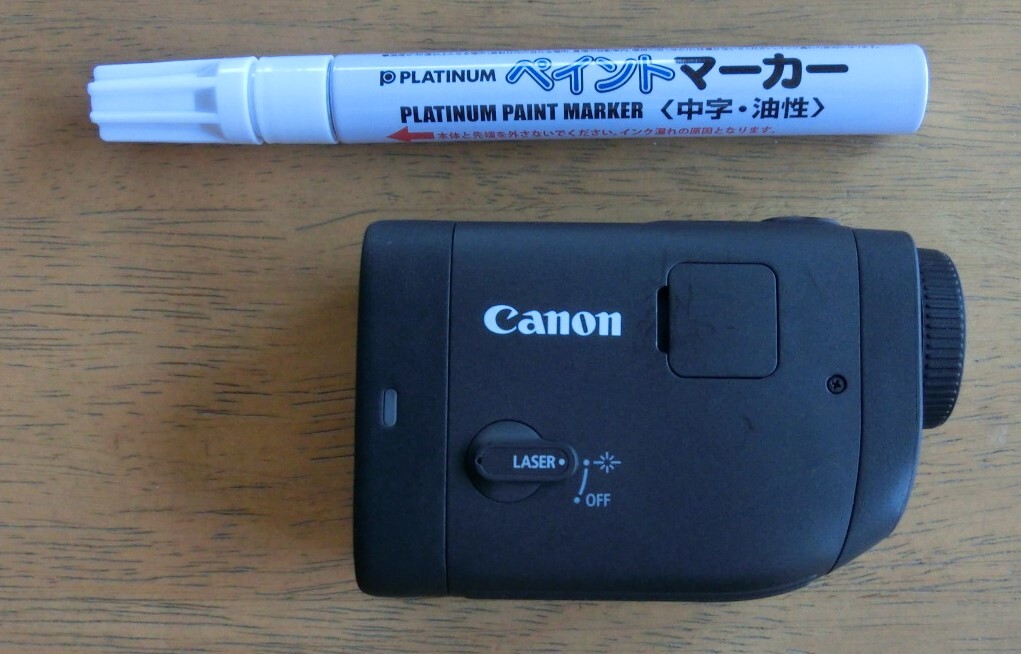 PLATINUM ペイントマーカー
PLATINUM PAINT MARKER 〈中字・油性〉
本体と先端を外さないでください。インク漏れの原因となります。
Canon
LASER
OFF